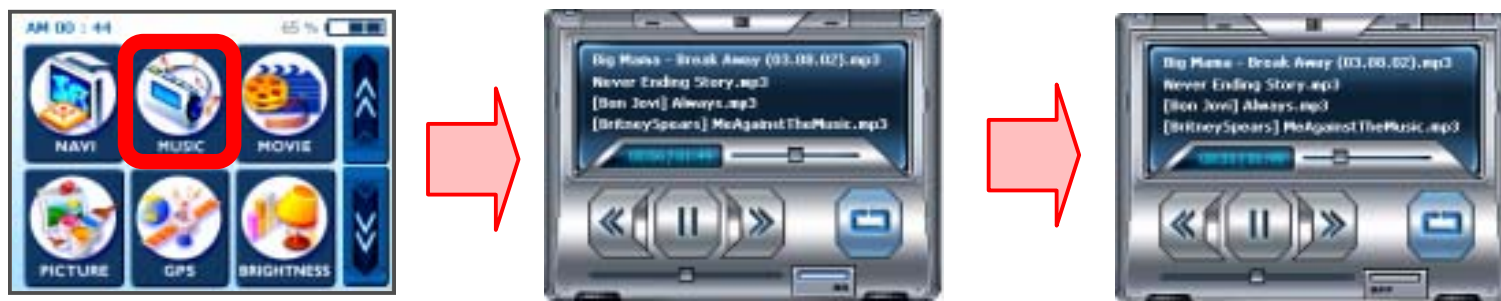 AM 00 : 44
65 %
NAVI
MUSIC
MOVIE
PICTURE
GPS
BRIGHTNESS
Big Mama - Break Away (03.08.02).mp3
Never Ending Story.mp3
[Bon Jovi] Always.mp3
[BritneySpears] MeAgainstTheMusic.mp3
Big Mama - Break Away (03.08.02).mp3
Never Ending Story.mp3
[Bon Jovi] Always.mp3
[BritneySpears] MeAgainstTheMusic.mp3
OFF